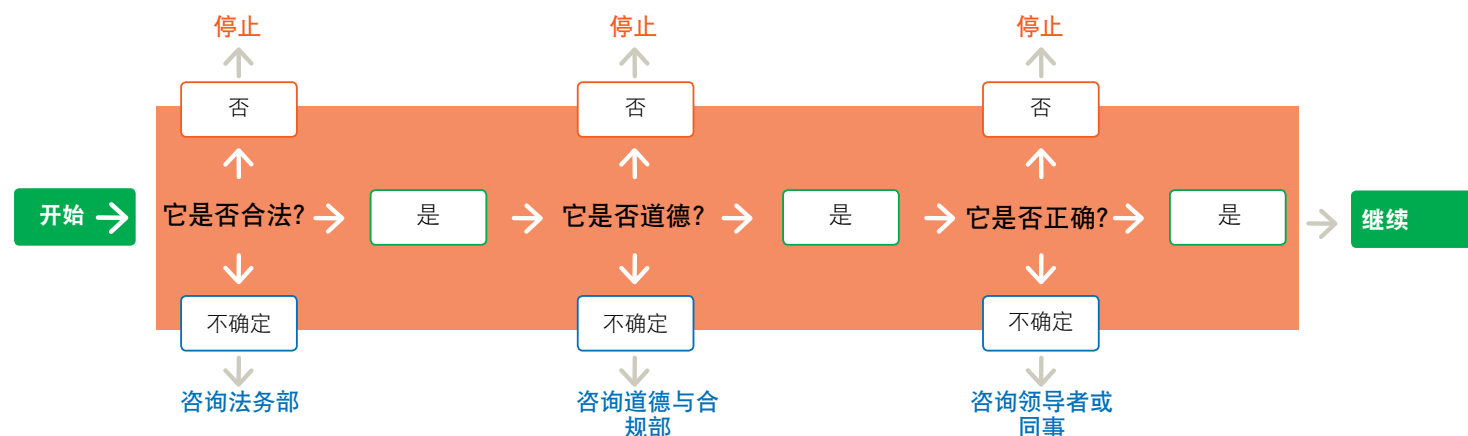 停止
停止
停止
否
否
否
开始
它是否合法?
是
它是否道德?
是
它是否正确?
是
继续
不确定
不确定
不确定
咨询法务部
咨询道德与合
规部
咨询领导者或
同事